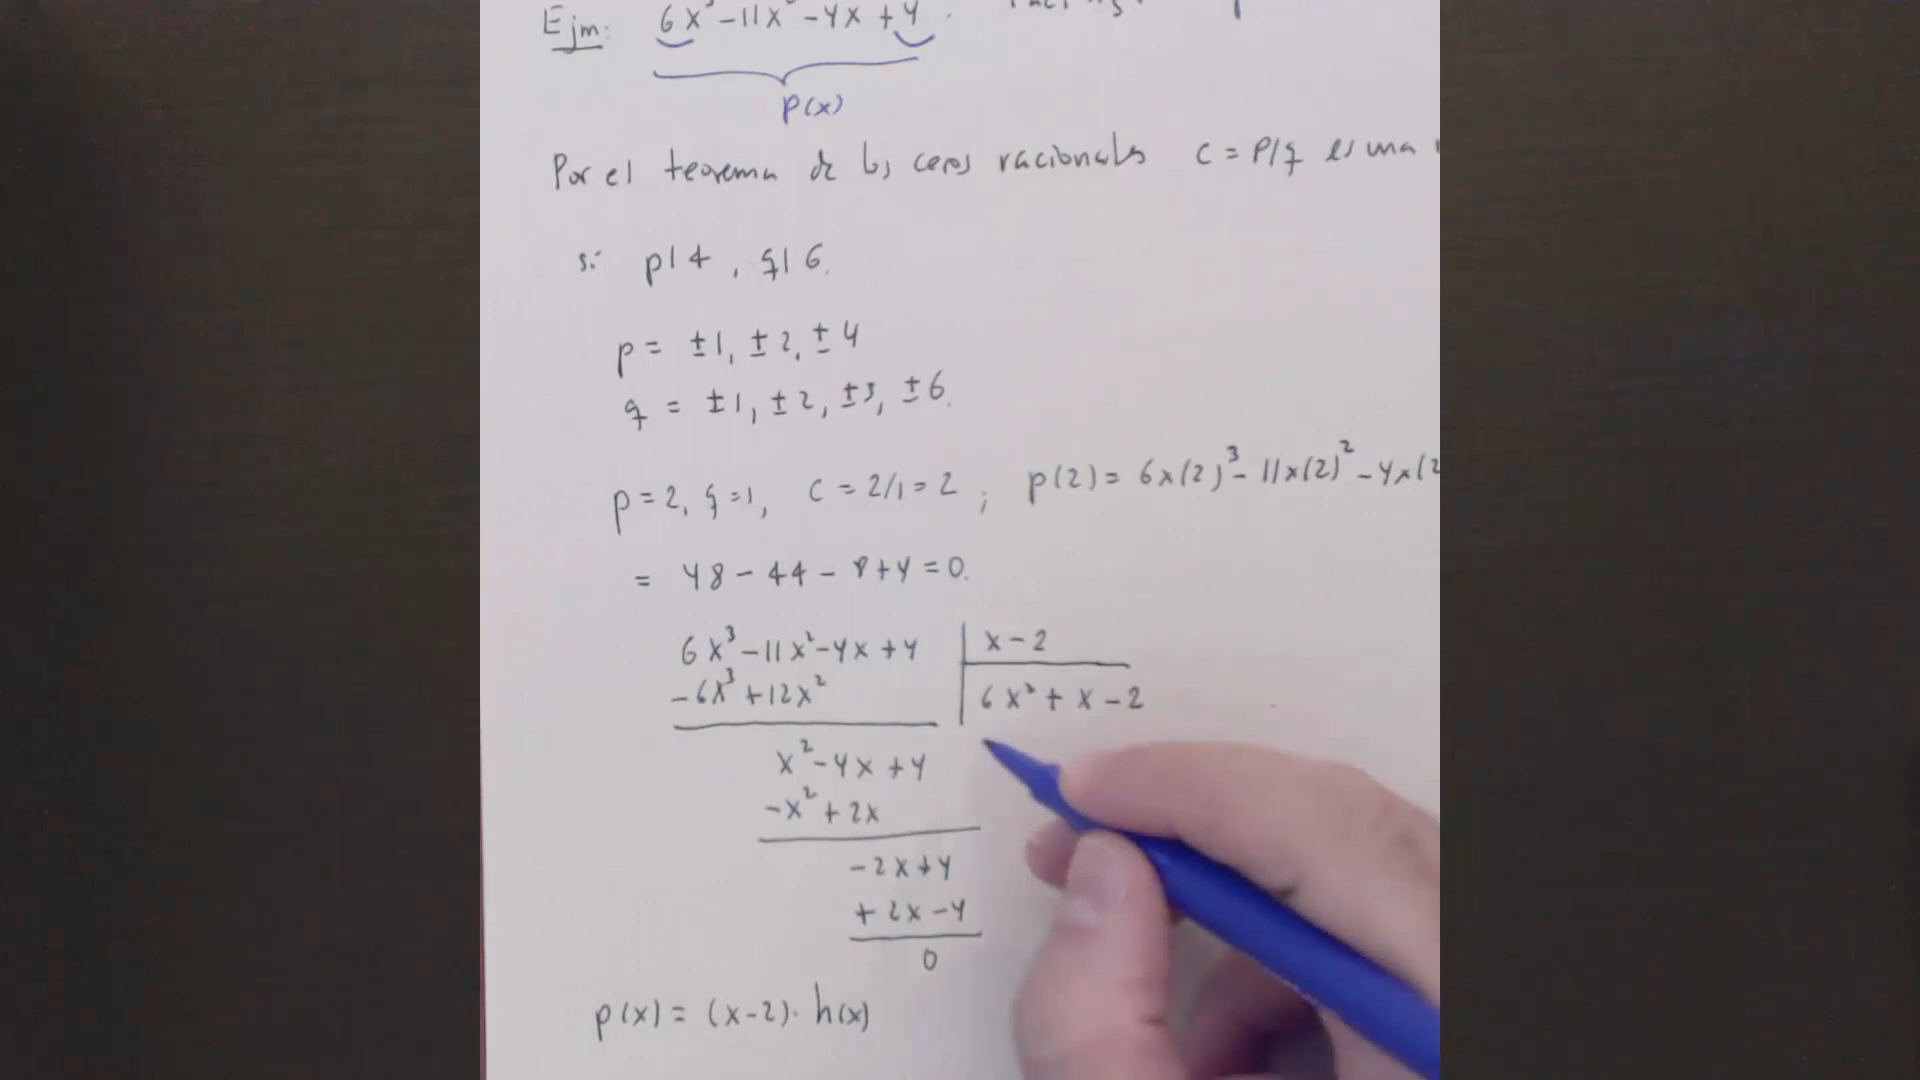 Ejm: 6x³ - 11x² - 4x + 4.
p(x)
Por el teorema de los ceros racionales c = P/q es una
si p|4, q|6.
p = ±1, ±2, ±4
q = ±1, ±2, ±3, ±6.
p=2, q=1, c = 2/1 = 2 ; p(2) = 6x(2)³ - 11x(2)² - 4x(2
= 48 - 44 - 8 + 4 = 0.
6x³ - 11x² - 4x + 4 | x - 2
-6x³ + 12x² 6x² + x - 2
x² - 4x + 4
-x² + 2x
-2x + 4
+ 2x - 4
0
p(x) = (x-2). h(x)